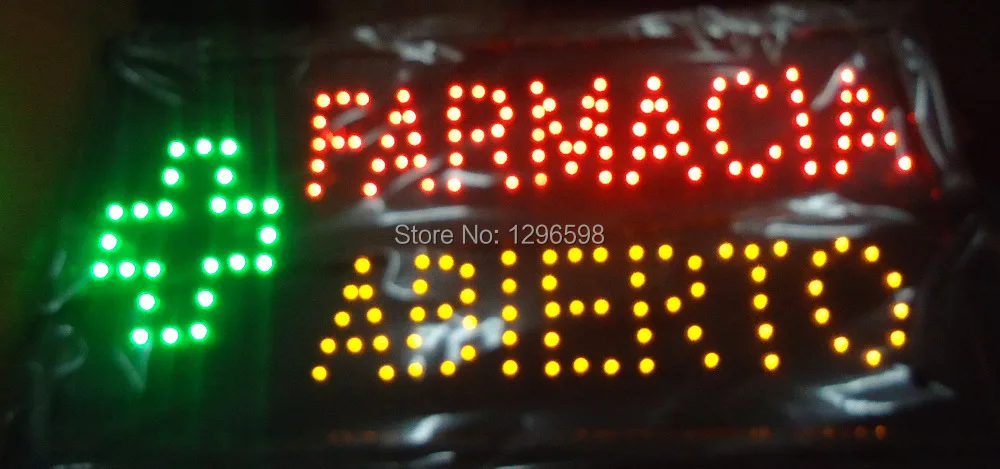 FARMACIA
Store No: 1296598
ABIERTO